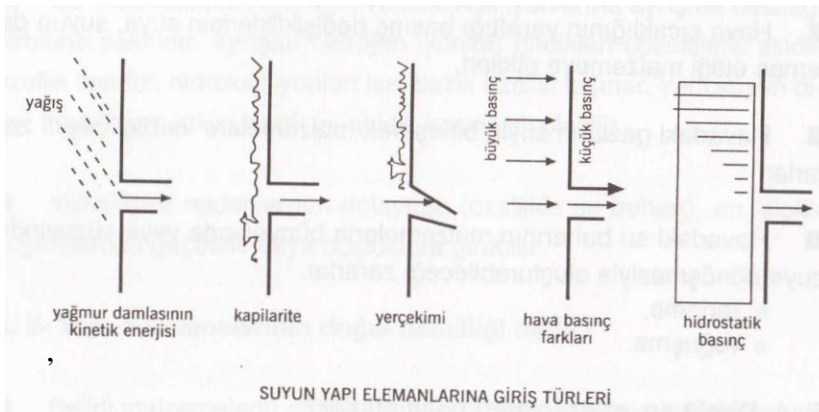 yağış
büyük basınç
küçük basınç
yağmur damlasının
kinetik enerjisi
kapilarite
yerçekimi
hava basınç
farkları
hidrostatik
basınç
,
SUYUN YAPI ELEMANLARINA GİRİŞ TÜRLERİ